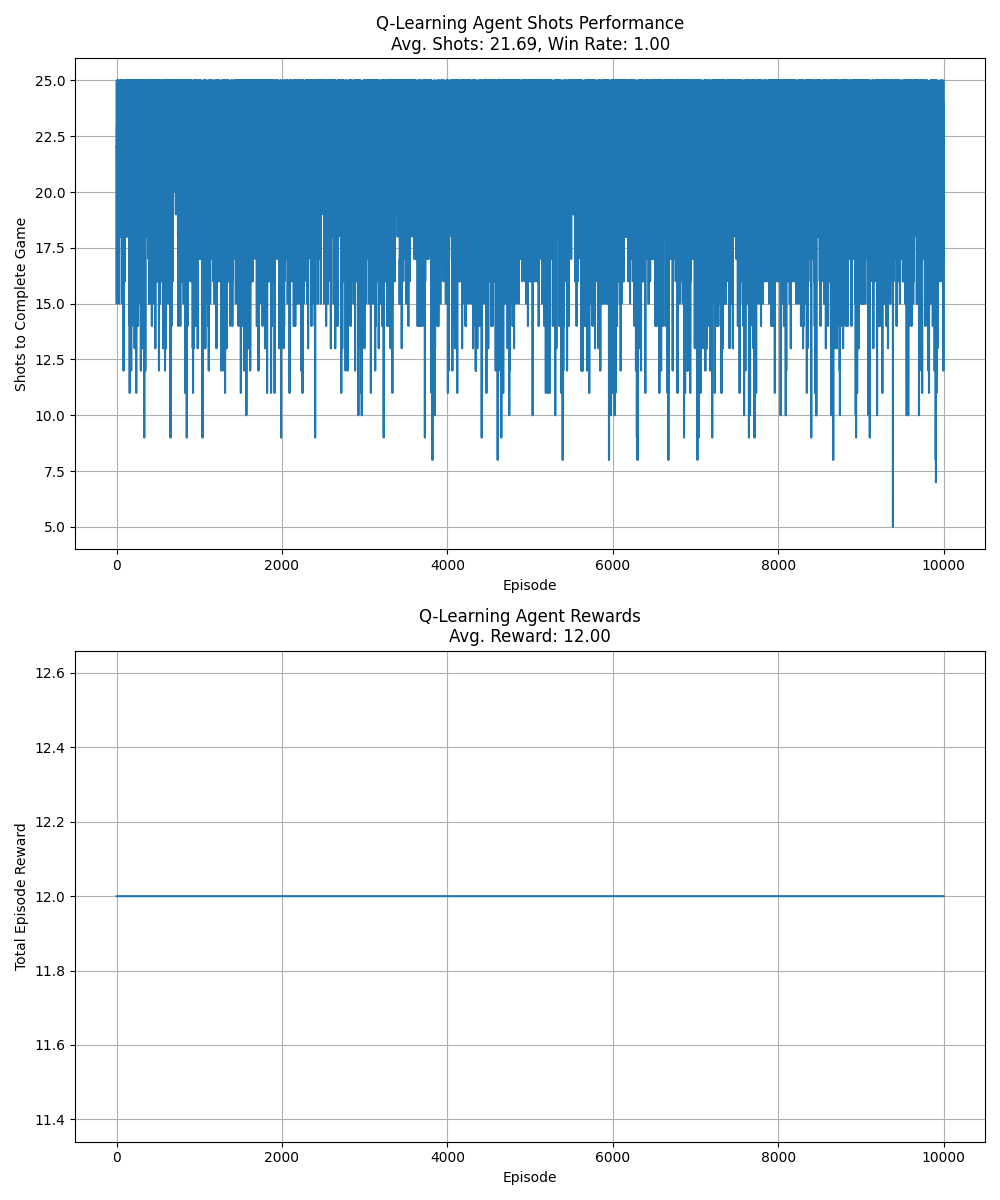 Q-Learning Agent Shots Performance
Avg. Shots: 21.69, Win Rate: 1.00
25.0
22.5
20.0
17.5
15.0
12.5
10.0
7.5
5.0
Shots to Complete Game
0 2000 4000 6000 8000 10000
Episode
Q-Learning Agent Rewards
Avg. Reward: 12.00
12.6
12.4
12.2
12.0
11.8
11.6
11.4
Total Episode Reward
0 2000 4000 6000 8000 10000
Episode